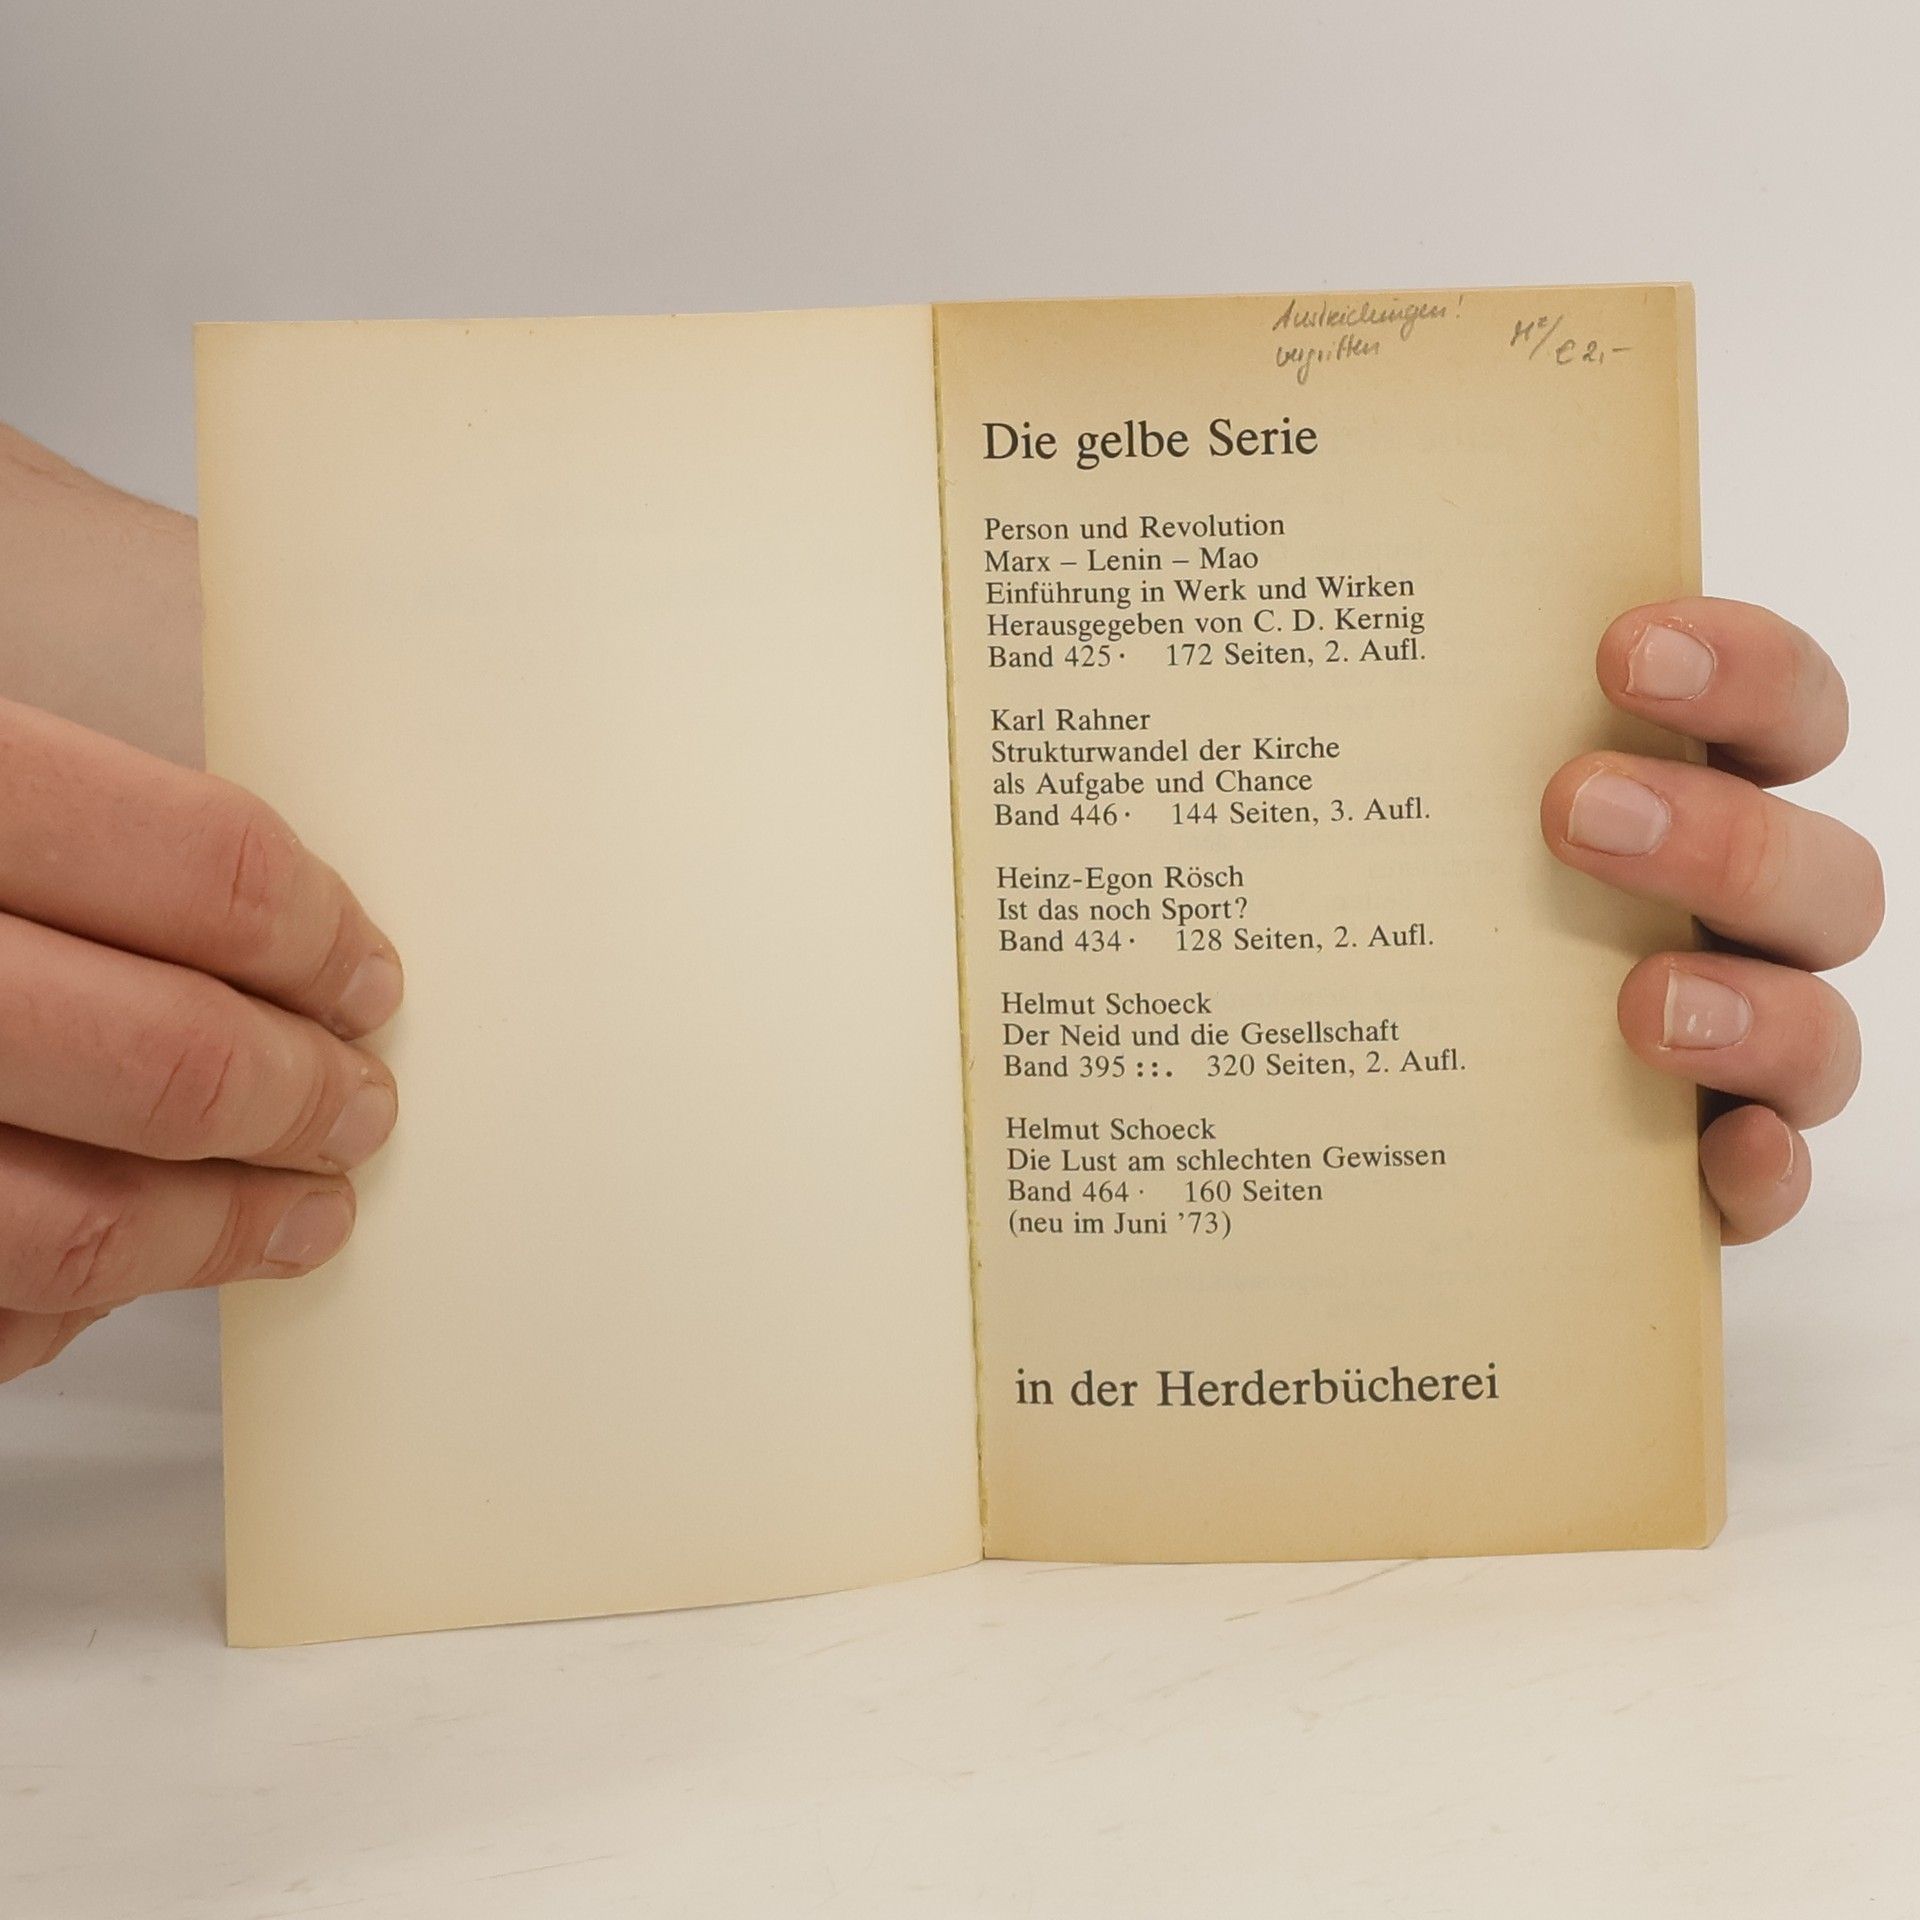 Anstreichungen!
vergriffen
€ 2,–
Die gelbe Serie
Person und Revolution
Marx – Lenin – Mao
Einführung in Werk und Wirken
Herausgegeben von C. D. Kernig
Band 425 · 172 Seiten, 2. Aufl.
Karl Rahner
Strukturwandel der Kirche
als Aufgabe und Chance
Band 446 · 144 Seiten, 3. Aufl.
Heinz-Egon Rösch
Ist das noch Sport?
Band 434 · 128 Seiten, 2. Aufl.
Helmut Schoeck
Der Neid und die Gesellschaft
Band 395 : : . 320 Seiten, 2. Aufl.
Helmut Schoeck
Die Lust am schlechten Gewissen
Band 464 · 160 Seiten
(neu im Juni ’73)
in der Herderbücherei